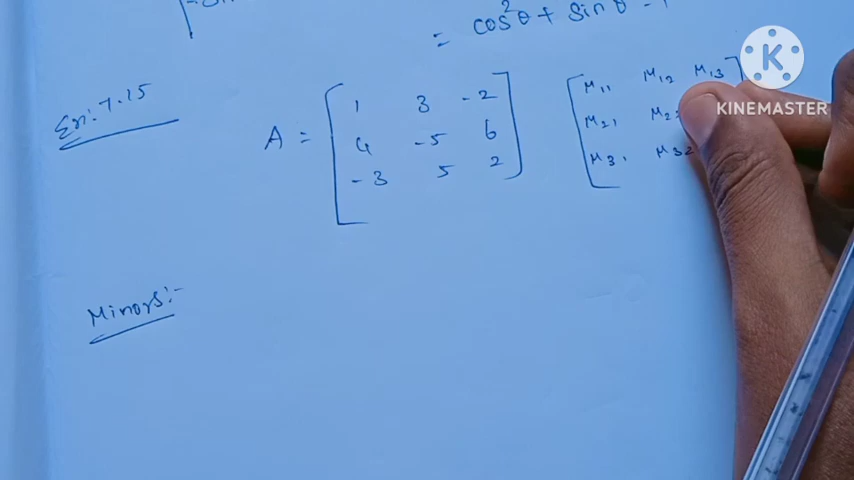 = cos²θ + sin θ
Ex:- 7.15
A = [ 1 3 -2
4 -5 6
-3 5 2 ]
[ M11 M12 M13 ]
M21 M22
M31 M32
Minors:-
K
KINEMASTER